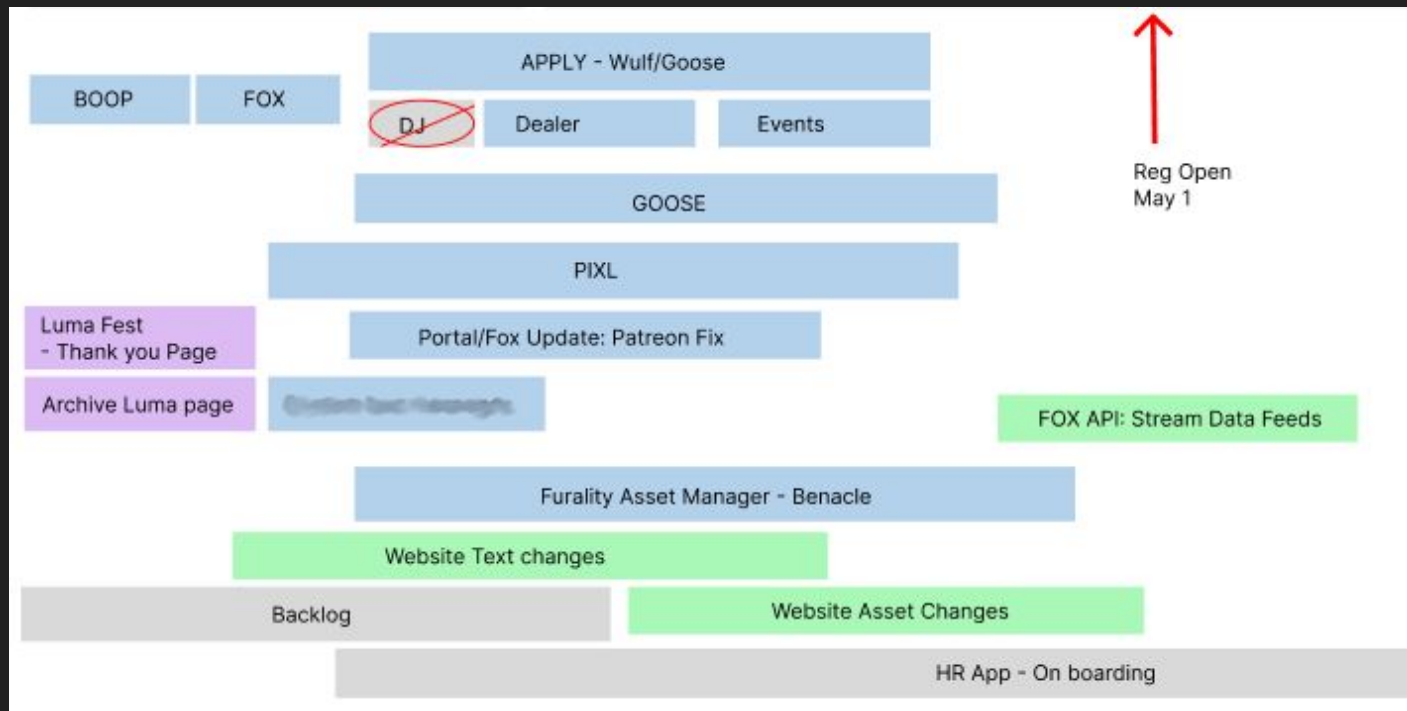 APPLY - Wulf/Goose
BOOP
FOX
DJ
Dealer
Events
Reg Open
May 1
GOOSE
PIXL
Luma Fest
- Thank you Page
Portal/Fox Update: Patreon Fix
Archive Luma page
FOX API: Stream Data Feeds
Furality Asset Manager - Benacle
Website Text changes
Backlog
Website Asset Changes
HR App - On boarding